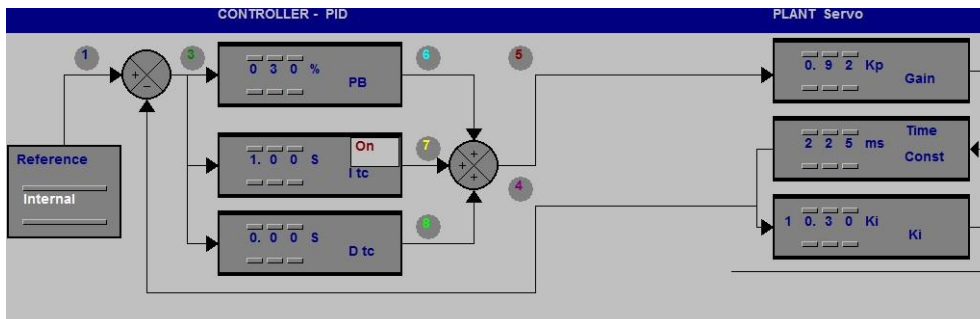 CONTROLLER - PID
PLANT Servo
1
3
6
5
0 3 0 %
PB
0. 9 2 Kp
Gain
+
−
Reference
Internal
1. 0 0 S
On
I tc
7
+
+
+
4
2 2 5 ms
Time
Const
0. 0 0 S
D tc
8
1 0. 3 0 Ki
Ki